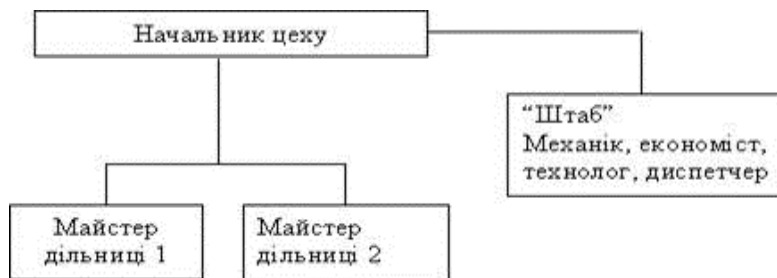 Начальник цеху
“Штаб”
Механік, економіст,
технолог, диспетчер
Майстер
дільниці 1
Майстер
дільниці 2